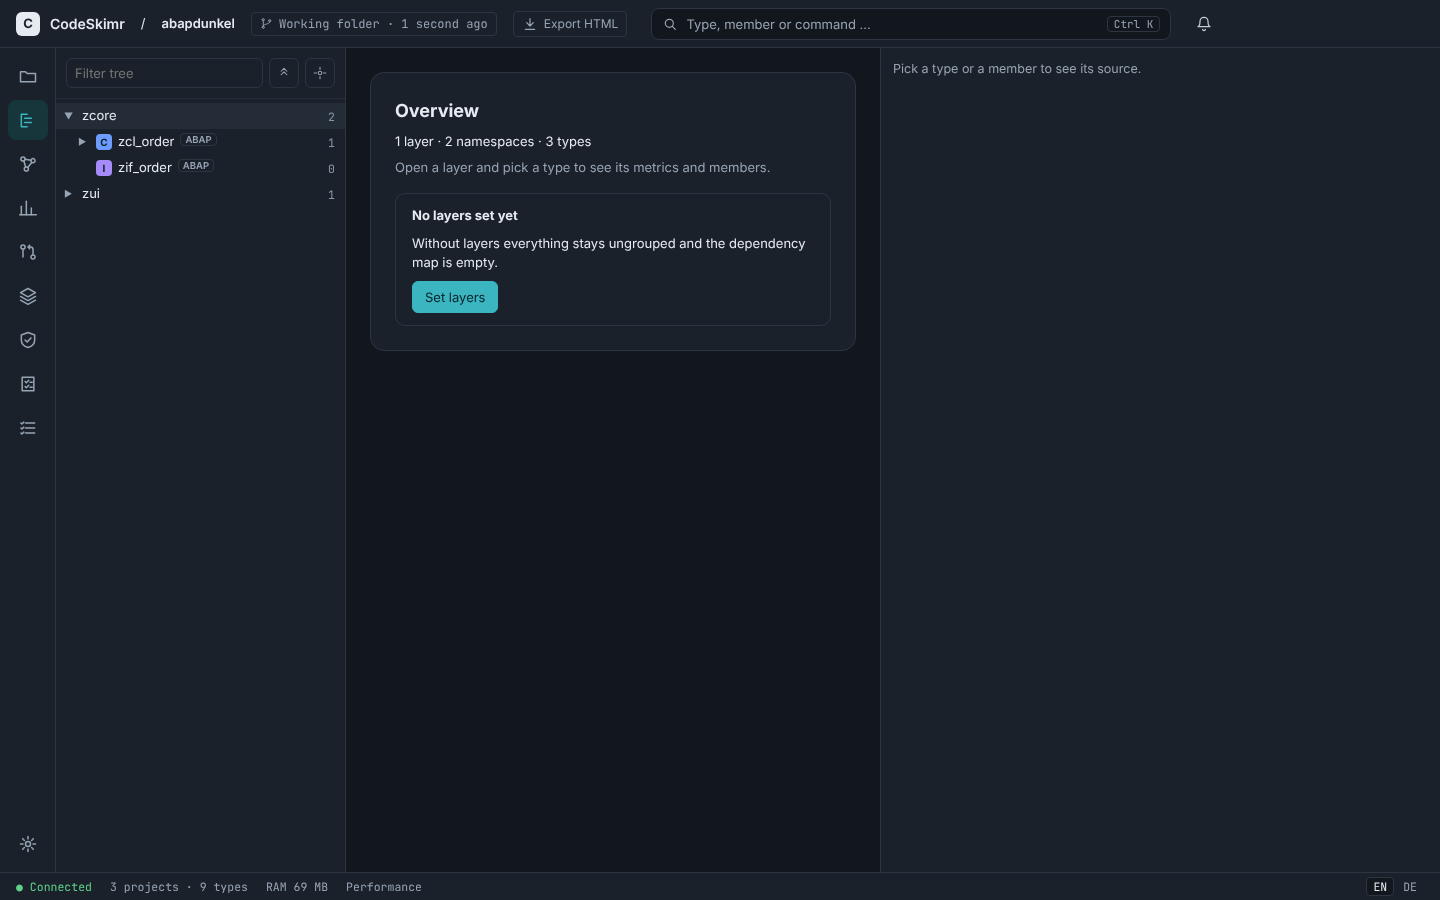 C CodeSkimr / abapdunkel Working folder · 1 second ago Export HTML Type, member or command ... Ctrl K
Filter tree
zcore 2
C zcl_order ABAP 1
I zif_order ABAP 0
zui 1
Overview
1 layer · 2 namespaces · 3 types
Open a layer and pick a type to see its metrics and members.
No layers set yet
Without layers everything stays ungrouped and the dependency
map is empty.
Set layers
Pick a type or a member to see its source.
Connected 3 projects · 9 types RAM 69 MB Performance EN DE